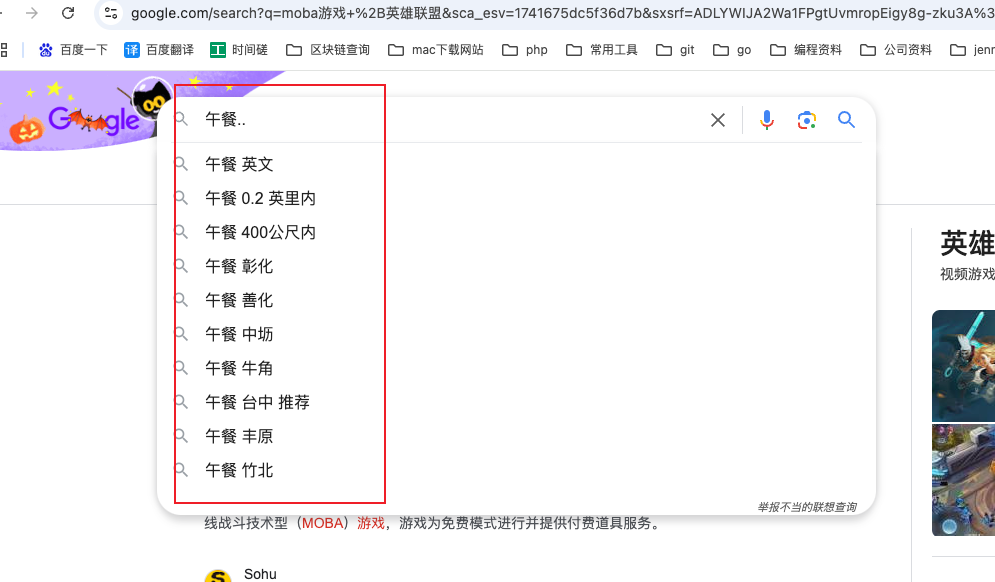 google.com/search?q=moba游戏+%2B英雄联盟&sca_esv=1741675dc5f36d7b&sxsrf=ADLYWIJA2Wa1FPgtUvmropEigy8g-zku3A%3
百度一下 译 百度翻译 工 时间磋 区块链查询 mac下载网站 php 常用工具 git go 编程资料 公司资料 jenn
Google
午餐..
午餐 英文
午餐 0.2 英里内
午餐 400公尺内
午餐 彰化
午餐 善化
午餐 中坜
午餐 牛角
午餐 台中 推荐
午餐 丰原
午餐 竹北
举报不当的联想查询
英雄
视频游戏
线战斗技术型（MOBA）游戏，游戏为免费模式进行并提供付费道具服务。
S
Sohu